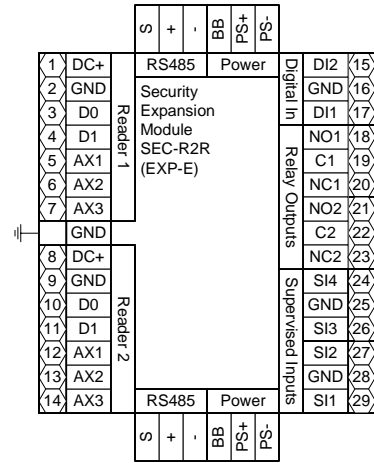 S + - BB PS+ PS-
RS485 Power
1 DC+
2 GND
3 D0
4 D1
5 AX1
6 AX2
7 AX3
Reader 1
GND
8 DC+
9 GND
10 D0
11 D1
12 AX1
13 AX2
14 AX3
Reader 2
Security
Expansion
Module
SEC-R2R
(EXP-E)
Digital In
DI2 15
GND 16
DI1 17
Relay Outputs
NO1 18
C1 19
NC1 20
NO2 21
C2 22
NC2 23
Supervised Inputs
SI4 24
GND 25
SI3 26
SI2 27
GND 28
SI1 29
RS485 Power
S + - BB PS+ PS-